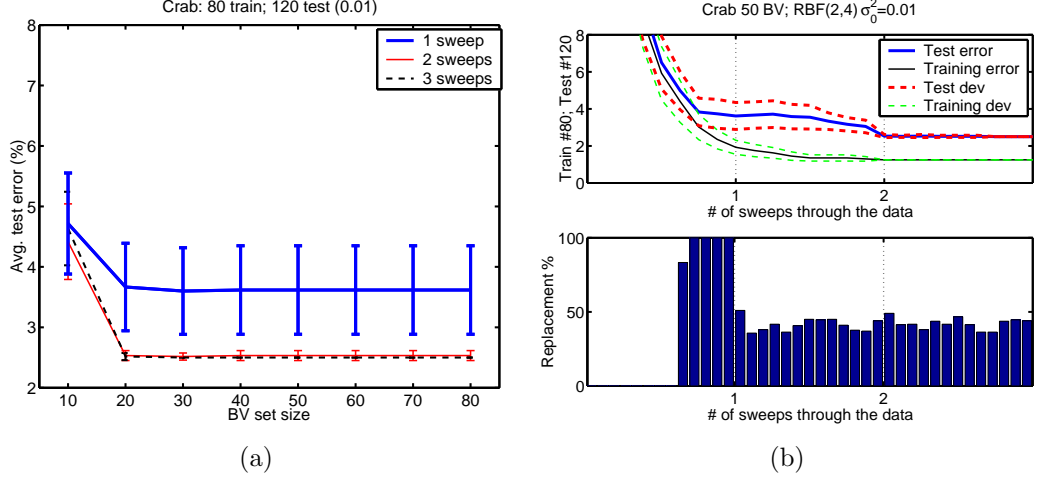 Crab: 80 train; 120 test (0.01)
8
7
6
5
4
3
2
Avg. test error (%)
1 sweep
2 sweeps
3 sweeps
10 20 30 40 50 60 70 80
BV set size
(a)
Crab 50 BV; RBF(2,4) σ₀²=0.01
8
6
4
2
0
Train #80; Test #120
Test error
Training error
Test dev
Training dev
1 2
# of sweeps through the data
100
50
0
Replacement %
1 2
# of sweeps through the data
(b)